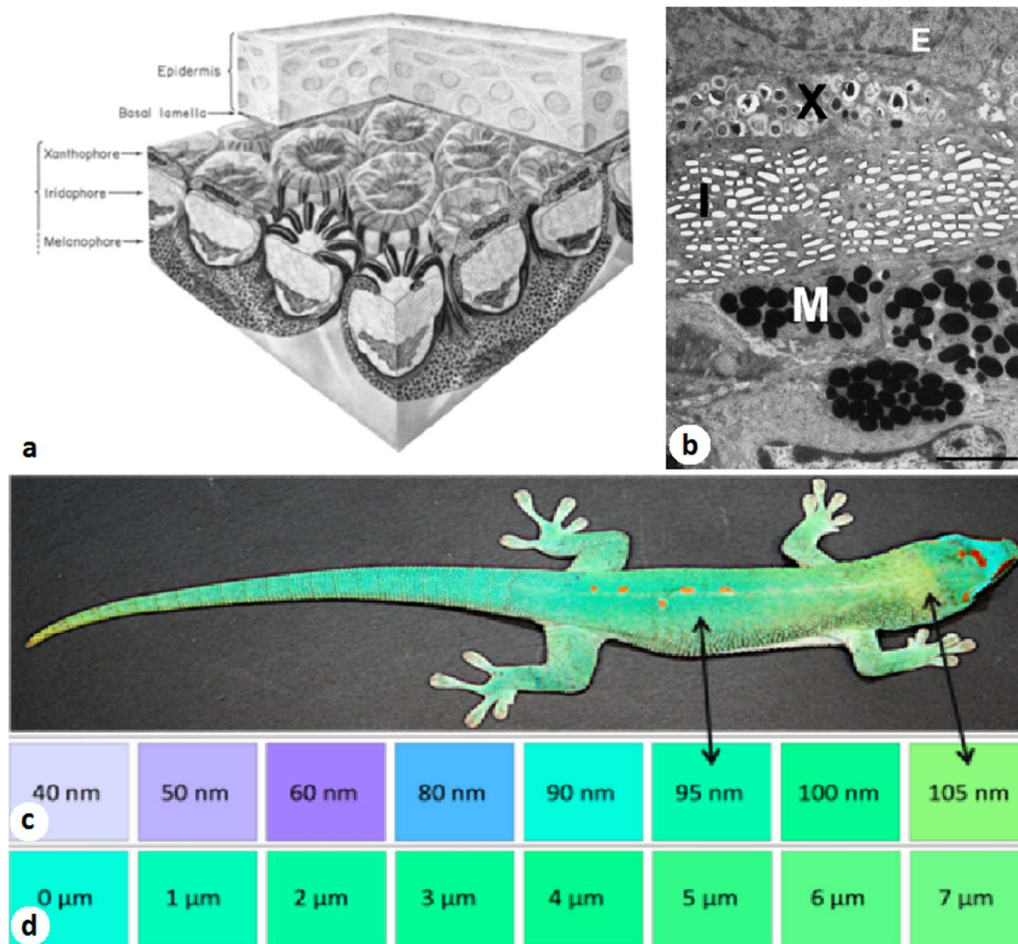 Epidermis
Basal lamella
Xanthophore
Iridophore
Melanophore
a
E
X
I
M
b
40 nm 50 nm 60 nm 80 nm 90 nm 95 nm 100 nm 105 nm
c
0 µm 1 µm 2 µm 3 µm 4 µm 5 µm 6 µm 7 µm
d